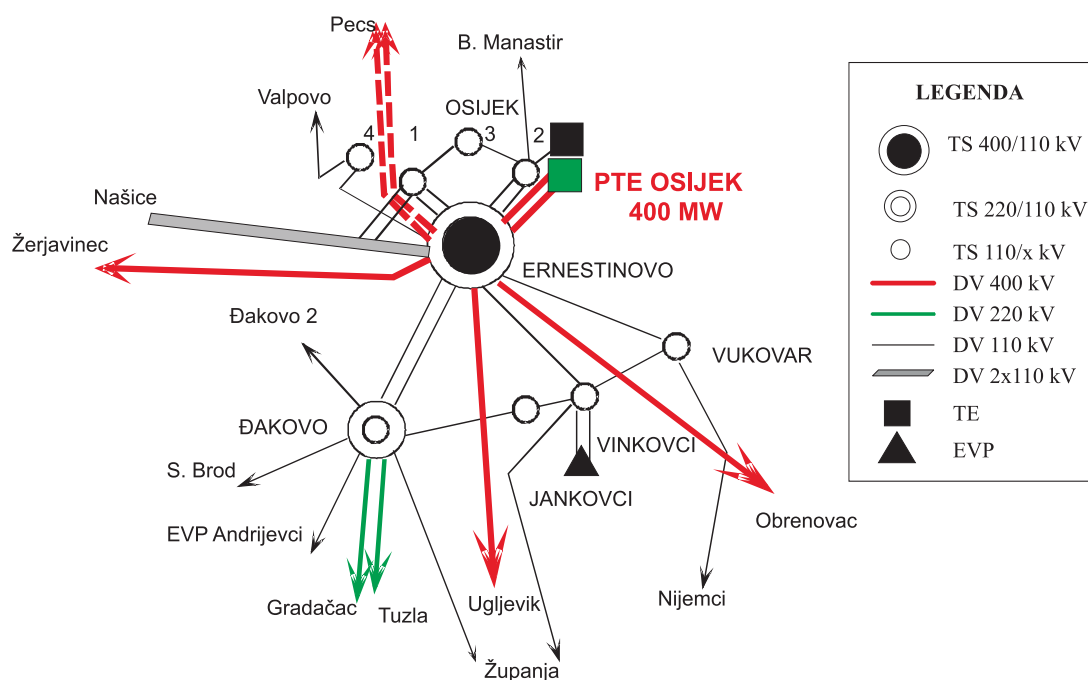 Pecs
B. Manastir
Valpovo
OSIJEK
4
1
3
2
PTE OSIJEK
400 MW
Našice
Žerjavinec
ERNESTINOVO
Đakovo 2
VUKOVAR
ĐAKOVO
VINKOVCI
S. Brod
JANKOVCI
EVP Andrijevci
Obrenovac
Gradačac
Tuzla
Ugljevik
Nijemci
Županja
LEGENDA
TS 400/110 kV
TS 220/110 kV
TS 110/x kV
DV 400 kV
DV 220 kV
DV 110 kV
DV 2x110 kV
TE
EVP